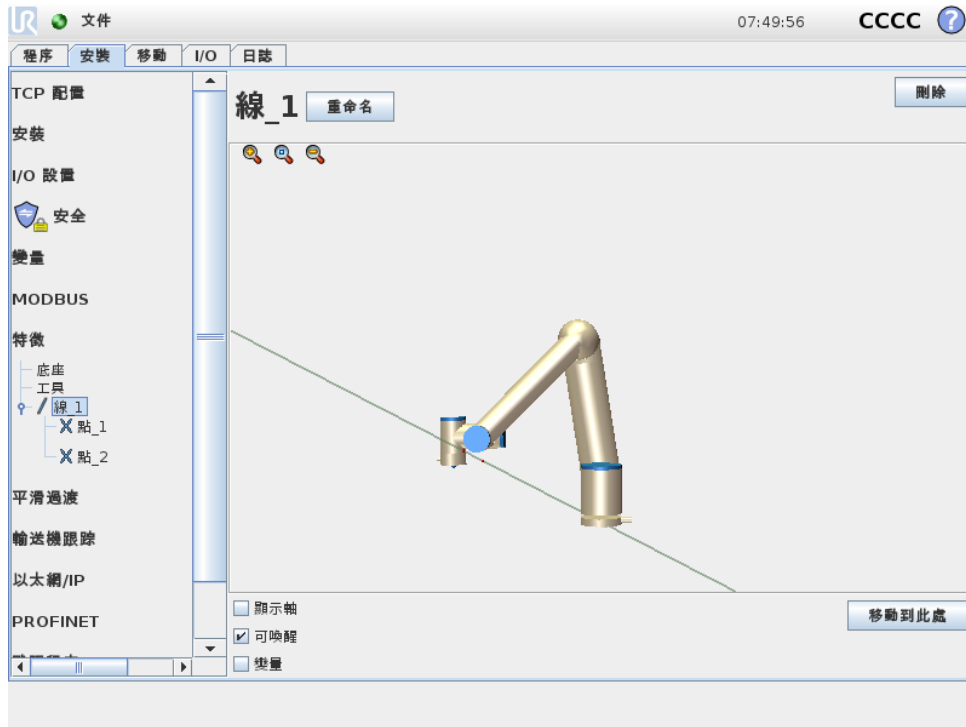 UR 文件 07:49:56 CCCC ?
程序 安裝 移動 I/O 日誌
TCP 配置
安裝
I/O 設置
安全
變量
MODBUS
特徵
底座
工具
線_1
點_1
點_2
平滑過渡
輸送機跟踪
以太網/IP
PROFINET
線_1 重命名 刪除
顯示軸
可喚醒
變量
移動到此處